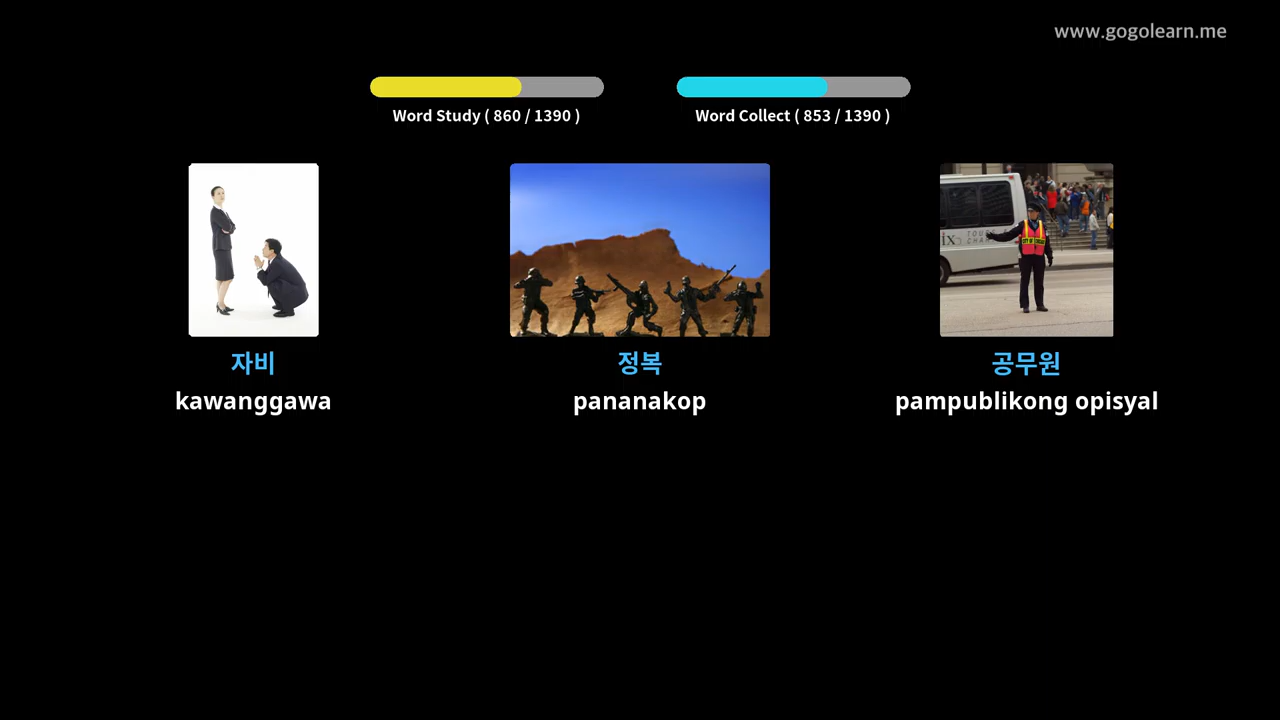 www.gogolearn.me
Word Study ( 860 / 1390 )
Word Collect ( 853 / 1390 )
자비
정복
공무원
kawanggawa
pananakop
pampublikong opisyal